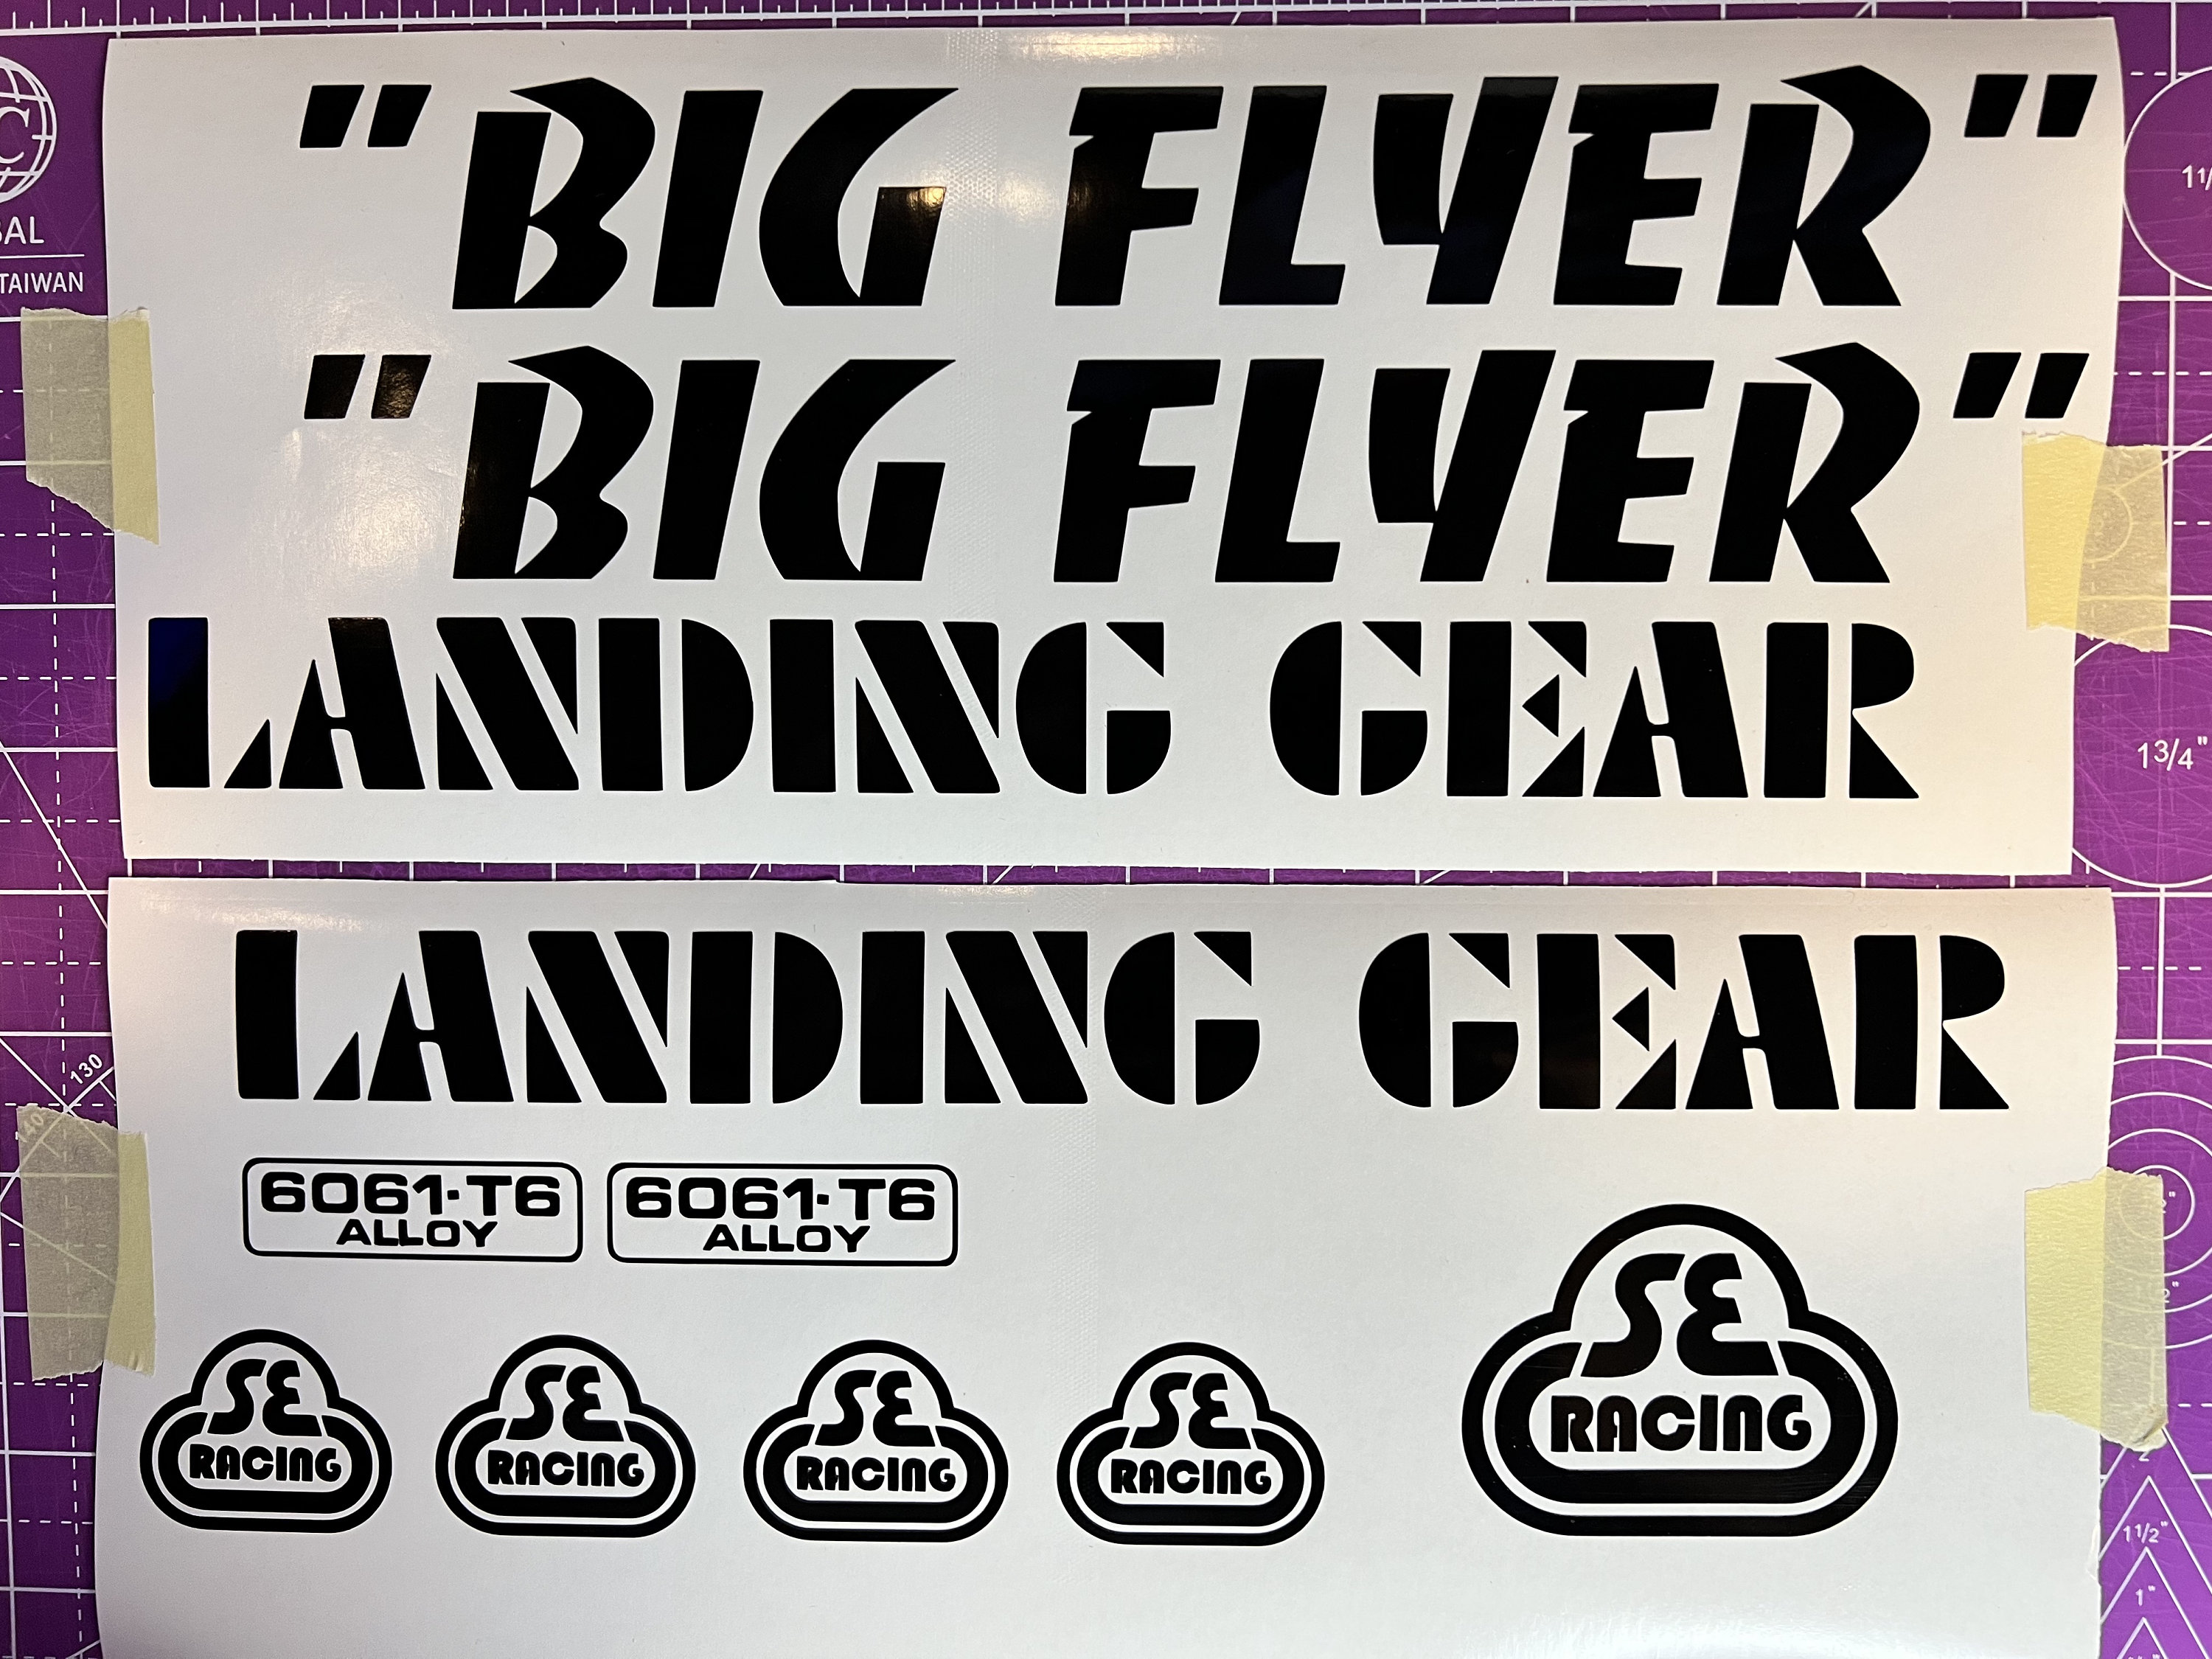 "BIG FLYER"
"BIG FLYER"
LANDING GEAR
LANDING GEAR
6061·T6
ALLOY
6061·T6
ALLOY
SE
RACING
SE
RACING
SE
RACING
SE
RACING
SE
RACING
TAIWAN
1 3/4"
130
140
1 1/2"
1"